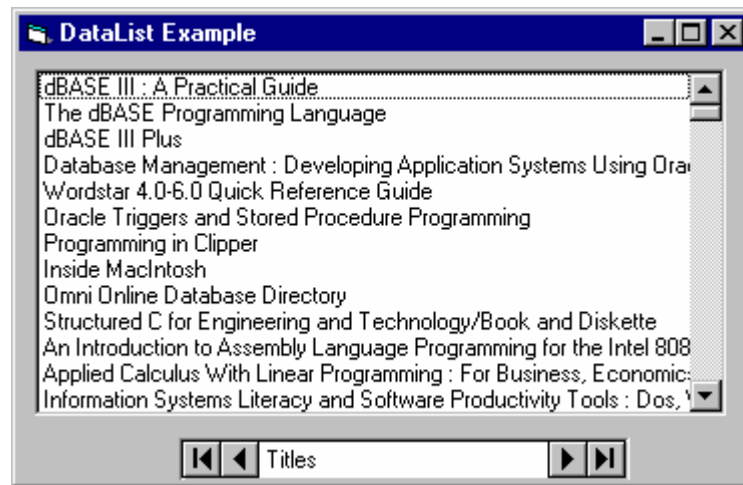 DataList Example
dBASE III : A Practical Guide
The dBASE Programming Language
dBASE III Plus
Database Management : Developing Application Systems Using Orac
Wordstar 4.0-6.0 Quick Reference Guide
Oracle Triggers and Stored Procedure Programming
Programming in Clipper
Inside MacIntosh
Omni Online Database Directory
Structured C for Engineering and Technology/Book and Diskette
An Introduction to Assembly Language Programming for the Intel 808
Applied Calculus With Linear Programming : For Business, Economic
Information Systems Literacy and Software Productivity Tools : Dos,
Titles